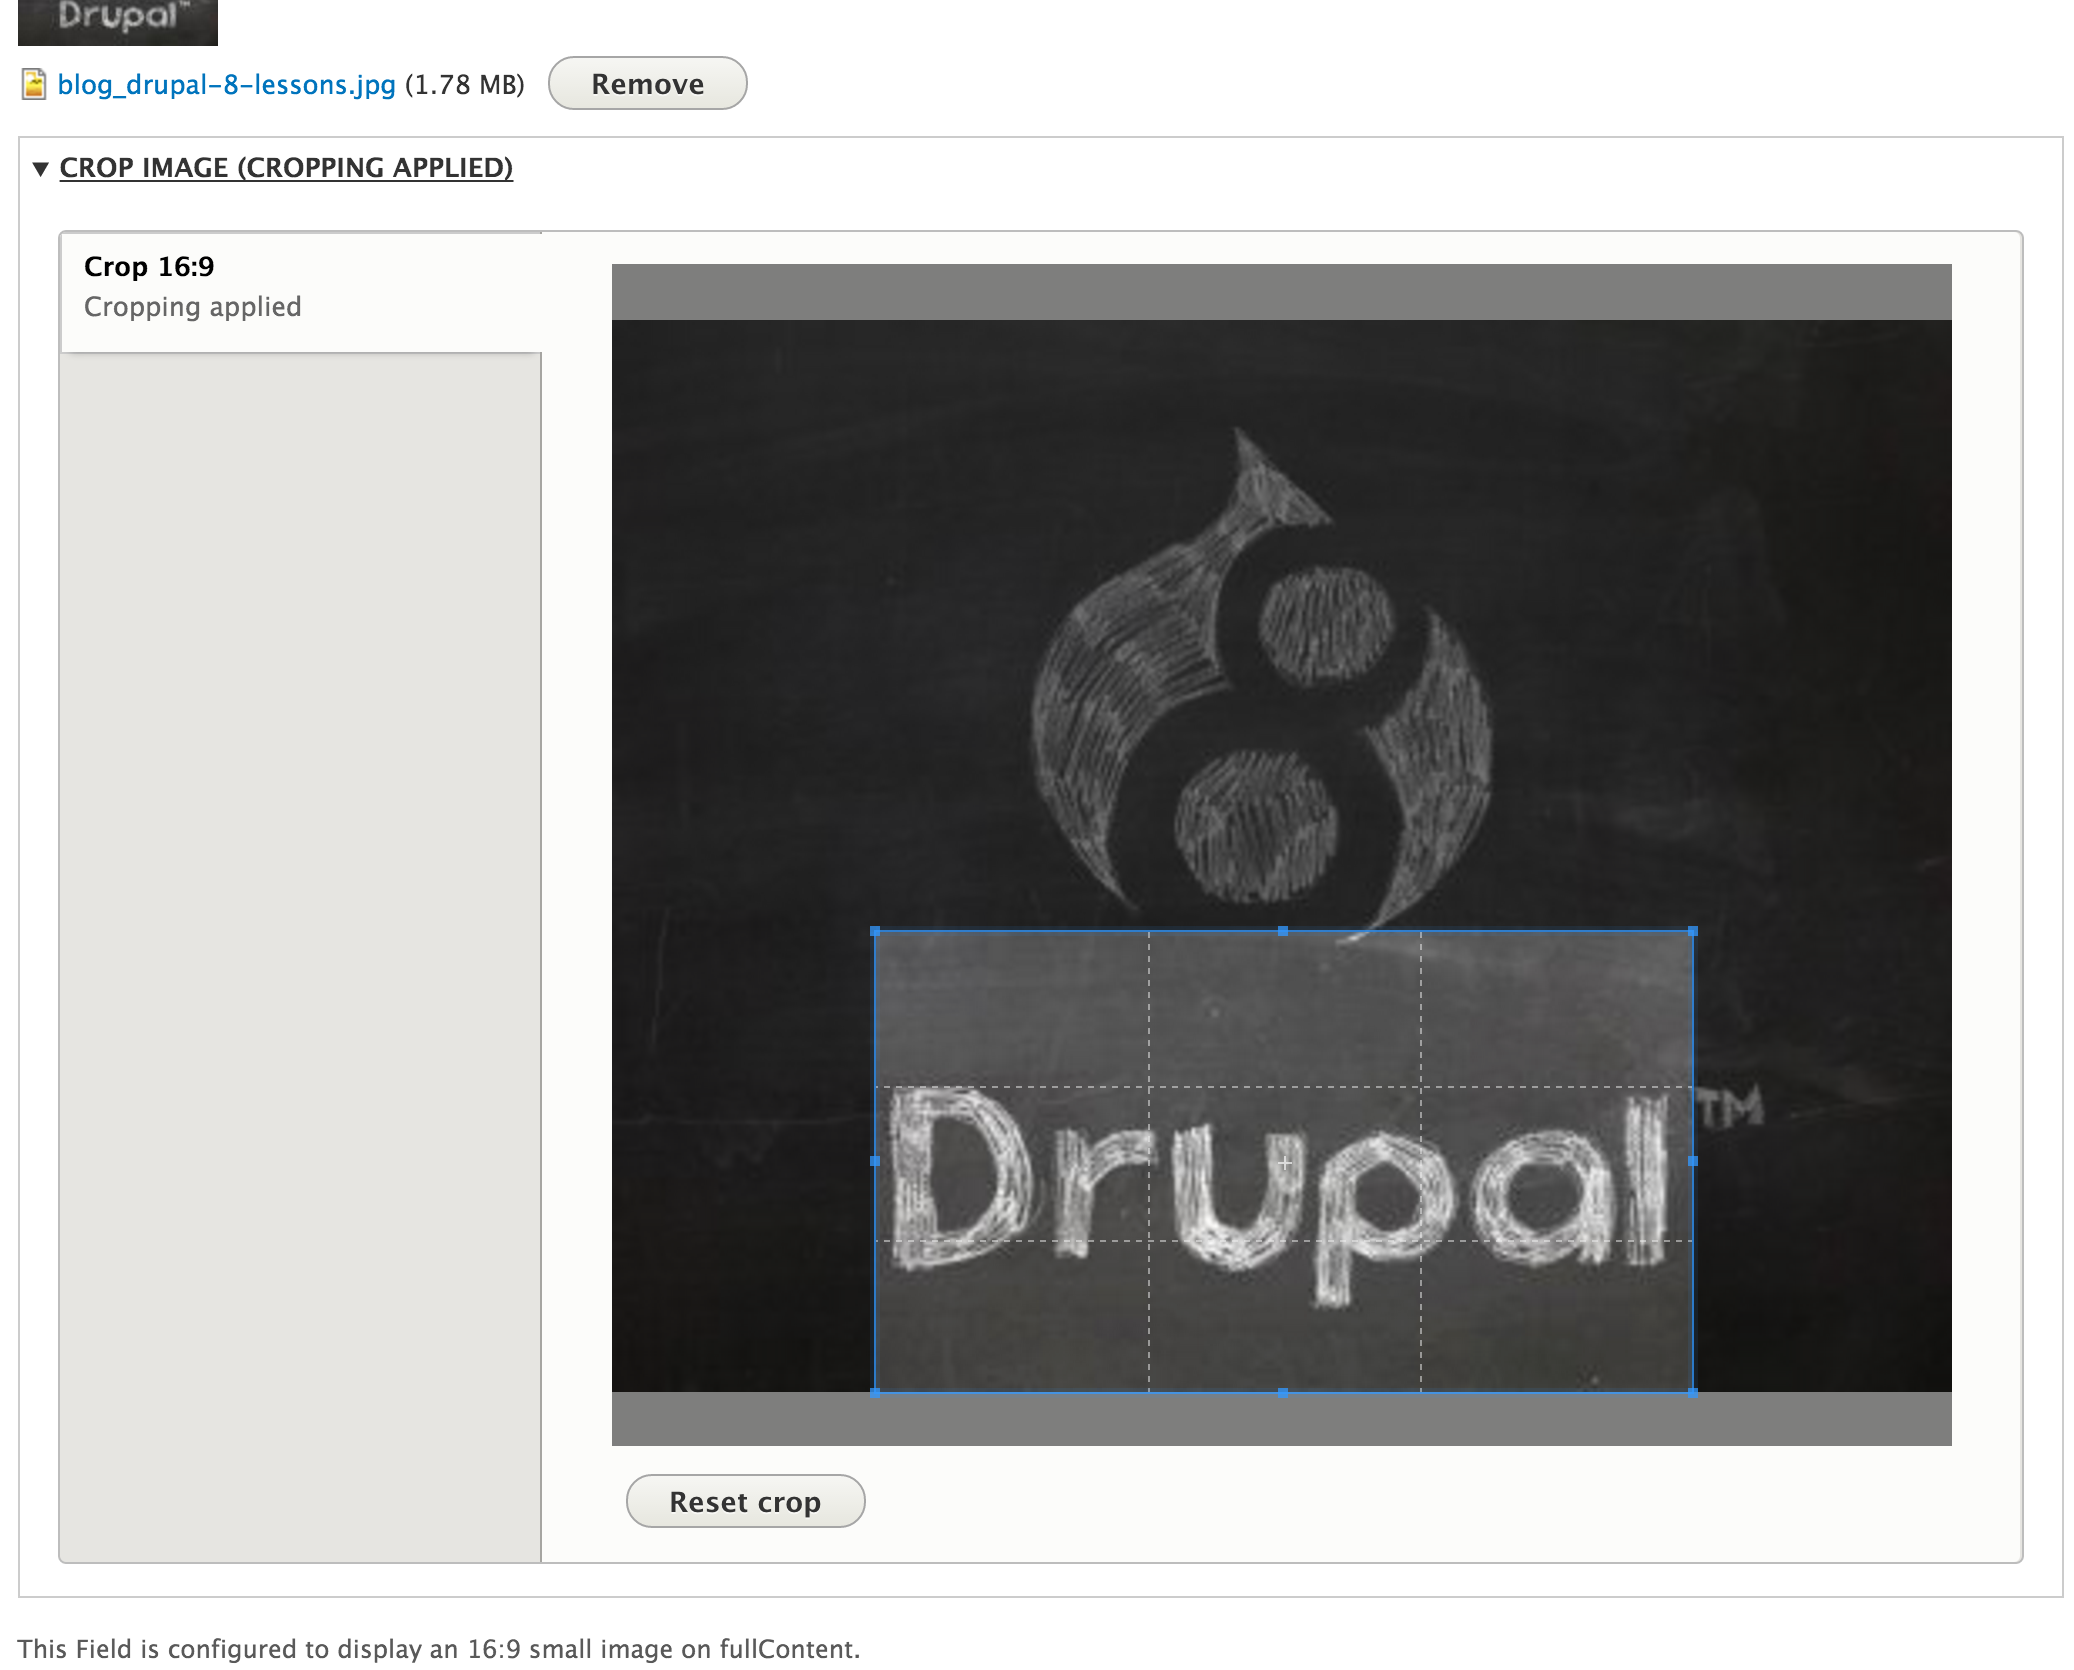 Drupal™
blog_drupal-8-lessons.jpg (1.78 MB) Remove
CROP IMAGE (CROPPING APPLIED)
Crop 16:9
Cropping applied
Drupal™
Reset crop
This Field is configured to display an 16:9 small image on fullContent.